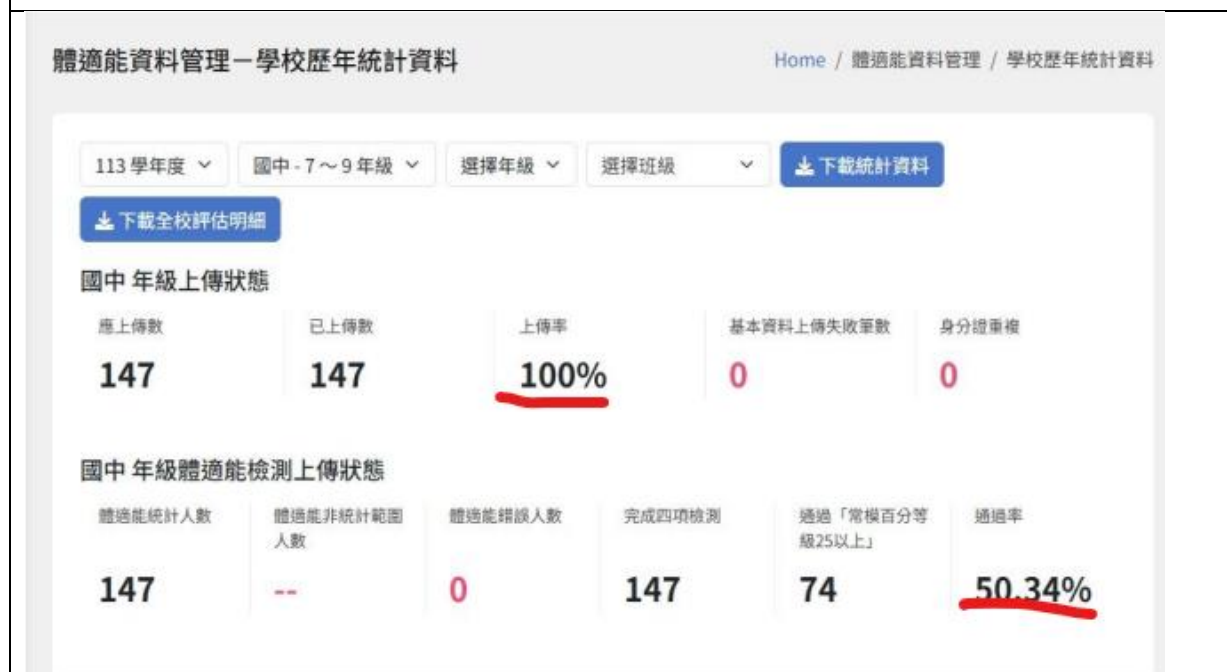 體適能資料管理－學校歷年統計資料
Home / 體適能資料管理 / 學校歷年統計資料
113 學年度 國中 - 7～9 年級 選擇年級 選擇班級 下載統計資料
下載全校評估明細
國中 年級上傳狀態
應上傳數 已上傳數 上傳率 基本資料上傳失敗筆數 身分證重複
147 147 100% 0 0
國中 年級體適能檢測上傳狀態
體適能統計人數 體適能非統計範圍人數 體適能錯誤人數 完成四項檢測 通過「常模百分等級25以上」 通過率
147 -- 0 147 74 50.34%